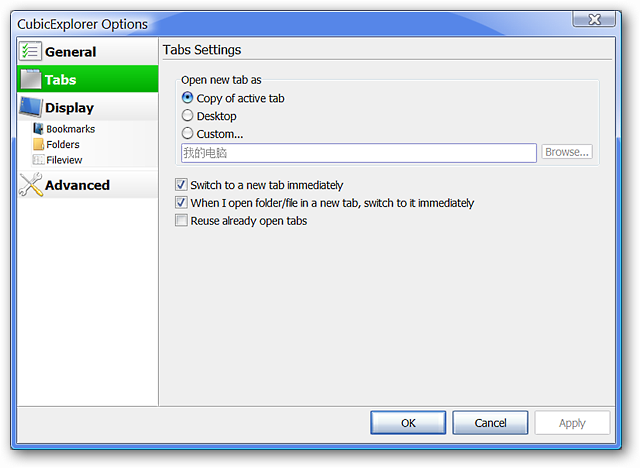 CubicExplorer Options
General
Tabs
Display
Bookmarks
Folders
Fileview
Advanced
Tabs Settings
Open new tab as
Copy of active tab
Desktop
Custom...
我的电脑
Browse...
Switch to a new tab immediately
When I open folder/file in a new tab, switch to it immediately
Reuse already open tabs
OK
Cancel
Apply